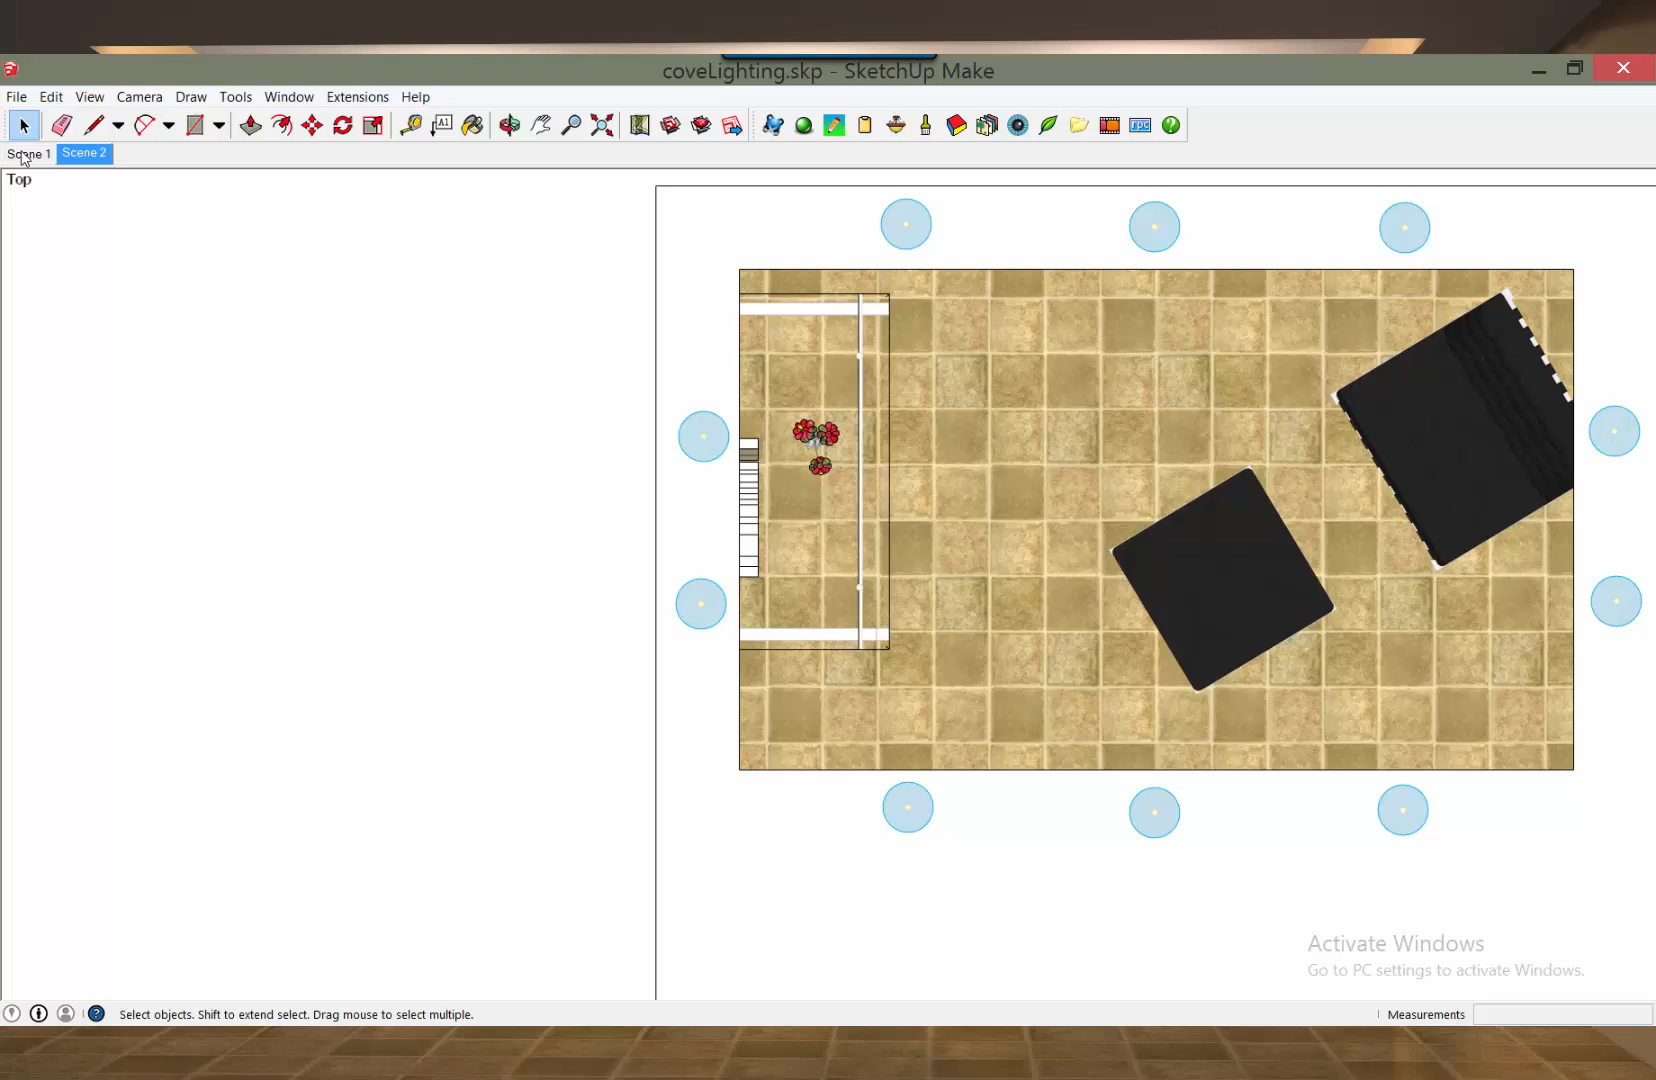 coveLighting.skp - SketchUp Make
File Edit View Camera Draw Tools Window Extensions Help
A1
rpc
Scene 1 Scene 2
Top
Activate Windows
Go to PC settings to activate Windows.
Select objects. Shift to extend select. Drag mouse to select multiple.
Measurements